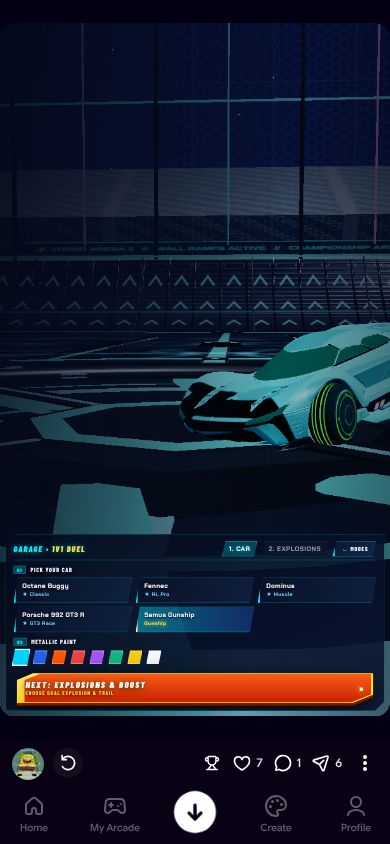 TURBO ARENA 2 // WALL RAMPS ACTIVE // CHAMPIONSHIP AR
GARAGE • 1V1 DUEL
1. CAR
2. EXPLOSIONS
← MODES
01 PICK YOUR CAR
Octane Buggy
★ Classic
Fennec
★ RL Pro
Dominus
★ Muscle
Porsche 992 GT3 R
★ GT3 Race
Samus Gunship
Gunship
02 METALLIC PAINT
NEXT: EXPLOSIONS & BOOST
CHOOSE GOAL EXPLOSION & TRAIL
»
7
1
6
Home
My Arcade
Create
Profile